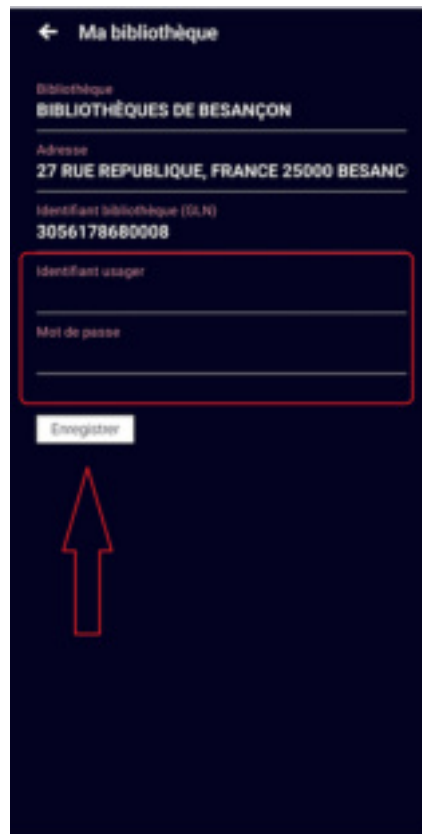 Ma bibliothèque
Bibliothèque
BIBLIOTHÈQUES DE BESANÇON
Adresse
27 RUE REPUBLIQUE, FRANCE 25000 BESANC
Identifiant bibliothèque (GLN)
3056178680008
Identifiant usager
Mot de passe
Enregistrer